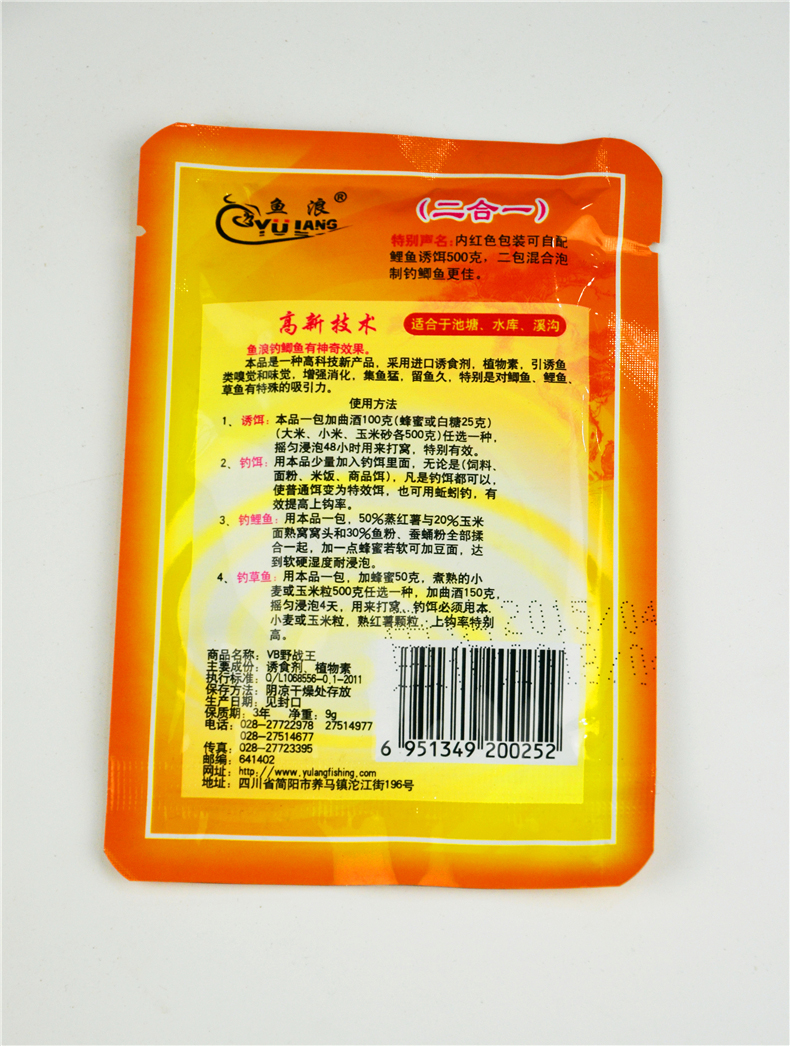 鱼浪®
YÜ LANG
(二合一)
特别声名:内红色包装可自配
鲤鱼诱饵500克,二包混合泡
制钓鲫鱼更佳。
高新技术
适合于池塘、水库、溪沟
鱼浪钓鲫鱼有神奇效果。
本品是一种高科技新产品,采用进口诱食剂,植物素,引诱鱼
类嗅觉和味觉,增强消化,集鱼猛,留鱼久,特别是对鲫鱼、鲤鱼、
草鱼有特殊的吸引力。
使用方法
1、诱饵:本品一包加曲酒100克(蜂蜜或白糖25克)
(大米、小米、玉米砂各500克)任选一种,
摇匀浸泡48小时用来打窝,特别有效。
2、钓饵:用本品少量加入钓饵里面,无论是(饲料、
面粉、米饭、商品饵),凡是钓饵都可以,
使普通饵变为特效饵,也可用蚯蚓钓,有
效提高上钩率。
3、钓鲤鱼:用本品一包,50%蒸红薯与20%玉米
面熟窝窝头和30%鱼粉、蚕蛹粉全部揉
合一起,加一点蜂蜜若软可加豆面,达
到软硬湿度耐浸泡。
4、钓草鱼:用本品一包,加蜂蜜50克,煮熟的小
麦或玉米粒500克任选一种,加曲酒150克,
摇匀浸泡4天,用来打窝,钓饵必须用本
小麦或玉米粒,熟红薯颗粒,上钩率特别
高。
商品名称:VB野战王
主要成份:诱食剂、植物素
执行标准:Q/L1068556-0.1-2011
保存方法:阴凉干燥处存放
生产日期:见封口
保质期:3年 净重:9g
电话:028-27722978 27514977
028-27514677
传真:028-27723395
邮编:641402
网址:http://www.yulangfishing.com
地址:四川省简阳市养马镇沱江街196号
2015/04
6 951349 200252